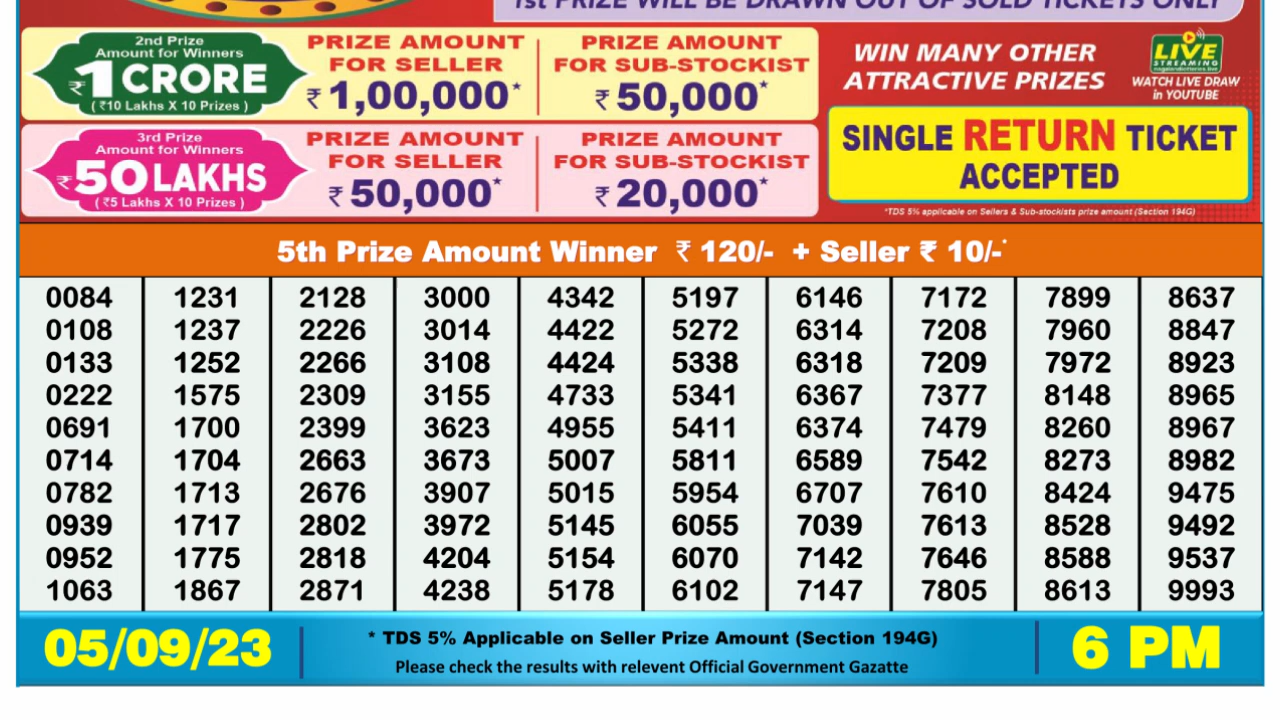 1st PRIZE WILL BE DRAWN OUT OF SOLD TICKETS ONLY
2nd Prize
Amount for Winners
₹1 CRORE
( ₹10 Lakhs X 10 Prizes )
PRIZE AMOUNT
FOR SELLER
₹ 1,00,000*
PRIZE AMOUNT
FOR SUB-STOCKIST
₹ 50,000*
3rd Prize
Amount for Winners
₹50 LAKHS
( ₹5 Lakhs X 10 Prizes )
PRIZE AMOUNT
FOR SELLER
₹ 50,000*
PRIZE AMOUNT
FOR SUB-STOCKIST
₹ 20,000*
WIN MANY OTHER
ATTRACTIVE PRIZES
LIVE
STREAMING
WATCH LIVE DRAW
in YOUTUBE
SINGLE RETURN TICKET
ACCEPTED
*TDS 5% applicable on Sellers & Sub-stockists prize amount (Section 194G)
5th Prize Amount Winner ₹ 120/- + Seller ₹ 10/-*
0084 1231 2128 3000 4342 5197 6146 7172 7899 8637
0108 1237 2226 3014 4422 5272 6314 7208 7960 8847
0133 1252 2266 3108 4424 5338 6318 7209 7972 8923
0222 1575 2309 3155 4733 5341 6367 7377 8148 8965
0691 1700 2399 3623 4955 5411 6374 7479 8260 8967
0714 1704 2663 3673 5007 5811 6589 7542 8273 8982
0782 1713 2676 3907 5015 5954 6707 7610 8424 9475
0939 1717 2802 3972 5145 6055 7039 7613 8528 9492
0952 1775 2818 4204 5154 6070 7142 7646 8588 9537
1063 1867 2871 4238 5178 6102 7147 7805 8613 9993
05/09/23
* TDS 5% Applicable on Seller Prize Amount (Section 194G)
Please check the results with relevent Official Government Gazatte
6 PM